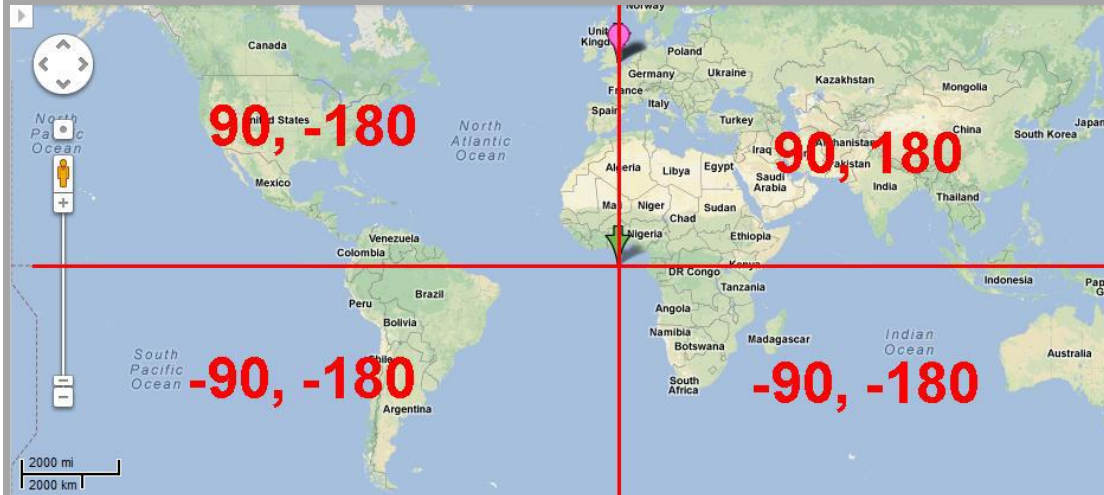 Norway
Canada
United Kingdom
Poland
Germany
Ukraine
Kazakhstan
Mongolia
France
90, -180
United States
Spain
Italy
North
Pacific
Ocean
North
Atlantic
Ocean
Turkey
China
Japan
South Korea
Iraq
Afghanistan
90, 180
Pakistan
Algeria
Libya
Egypt
Saudi
Arabia
India
Mexico
Thailand
Mali
Niger
Chad
Sudan
Venezuela
Nigeria
Ethiopia
Colombia
Kenya
DR Congo
Indonesia
Tanzania
Brazil
Peru
Angola
Bolivia
Namibia
Botswana
Madagascar
Indian
Ocean
South
Pacific
Ocean
Chile
-90, -180
-90, -180
Australia
South
Africa
Argentina
2000 mi
2000 km